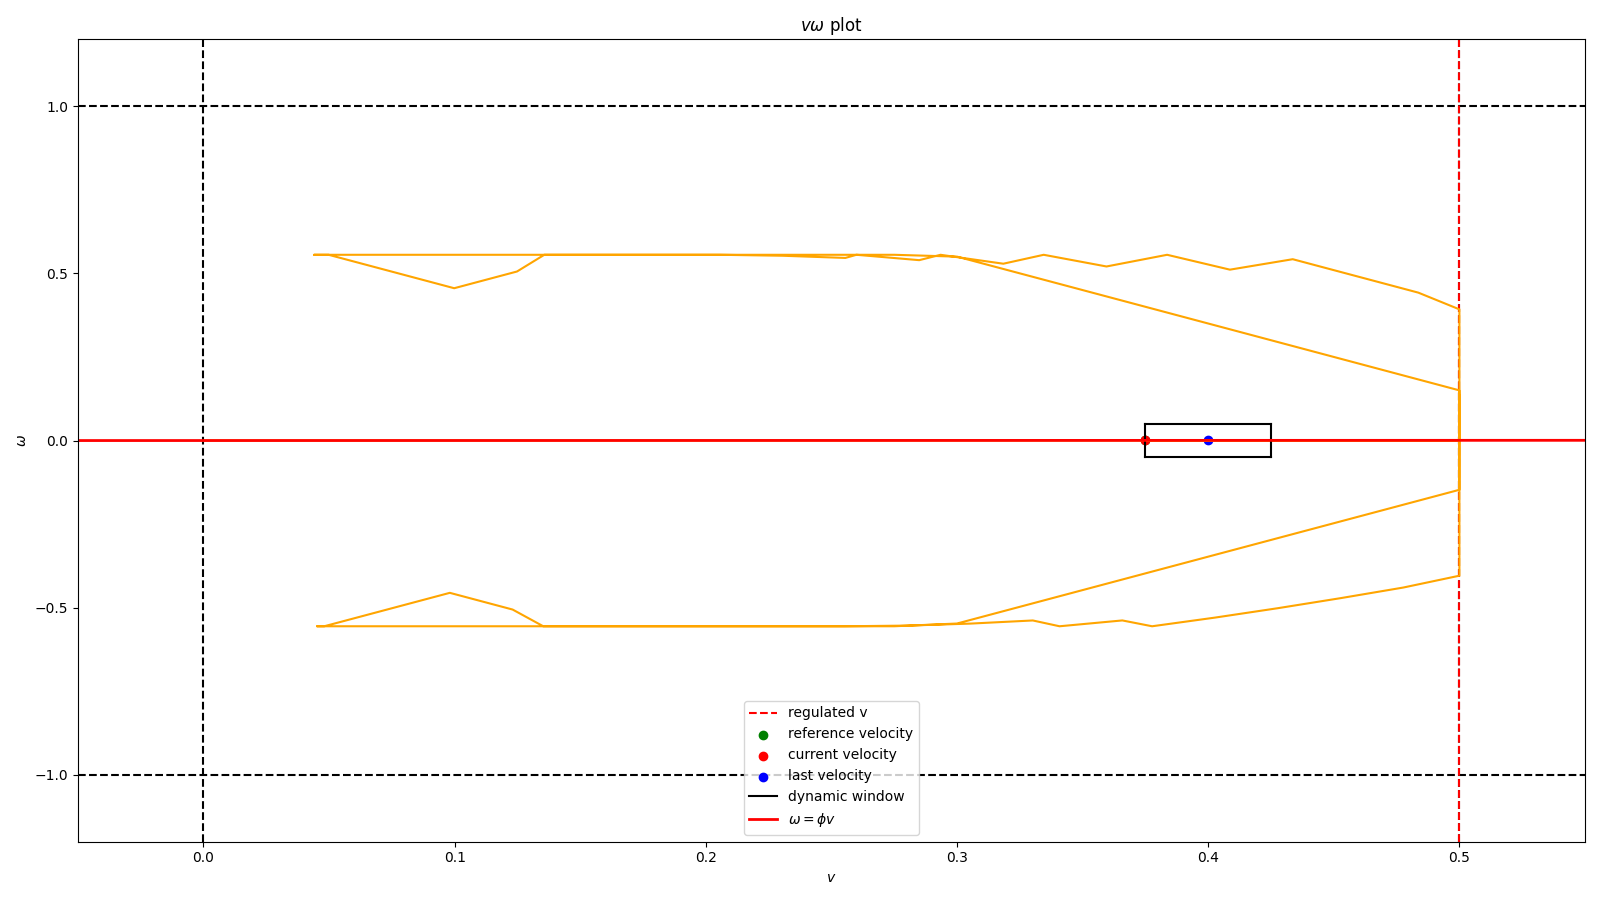 vω plot
1.0
0.5
0.0
−0.5
−1.0
ω
regulated v
reference velocity
current velocity
last velocity
dynamic window
ω = ϕv
0.0 0.1 0.2 0.3 0.4 0.5
v